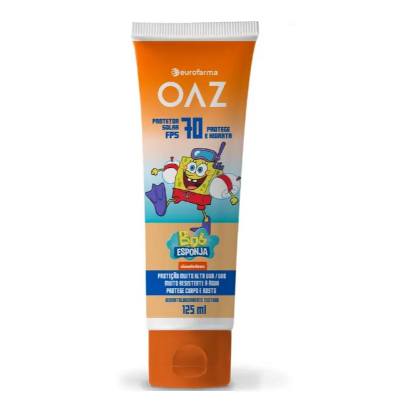 eurofarma
OAZ
PROTETOR
SOLAR
FPS 70
PROTEGE
E HIDRATA
Bob
ESPONJA
nickelodeon
PROTEÇÃO MUITO ALTA UVA / UVB
MUITO RESISTENTE À ÁGUA
PROTEGE CORPO E ROSTO
DERMATOLOGICAMENTE TESTADO
125 ml